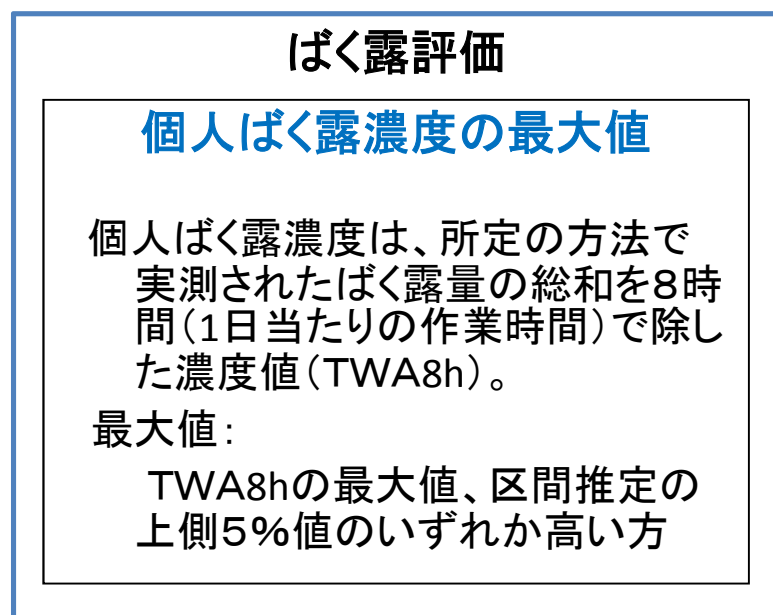 ばく露評価
個人ばく露濃度の最大値
個人ばく露濃度は、所定の方法で
実測されたばく露量の総和を８時
間（1日当たりの作業時間）で除し
た濃度値（TWA8h）。
最大値：
TWA8hの最大値、区間推定の
上側５％値のいずれか高い方